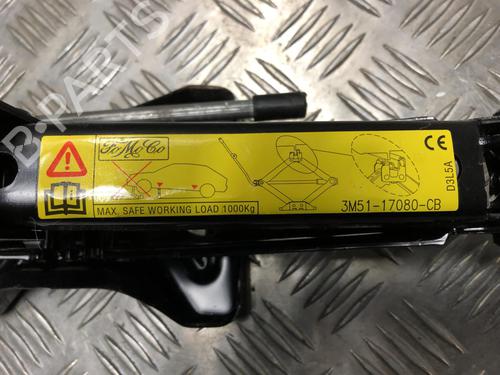 B-PARTS
FoMoCo
MAX. SAFE WORKING LOAD 1000Kg
3M51-17080-CB
CE
D3L5A